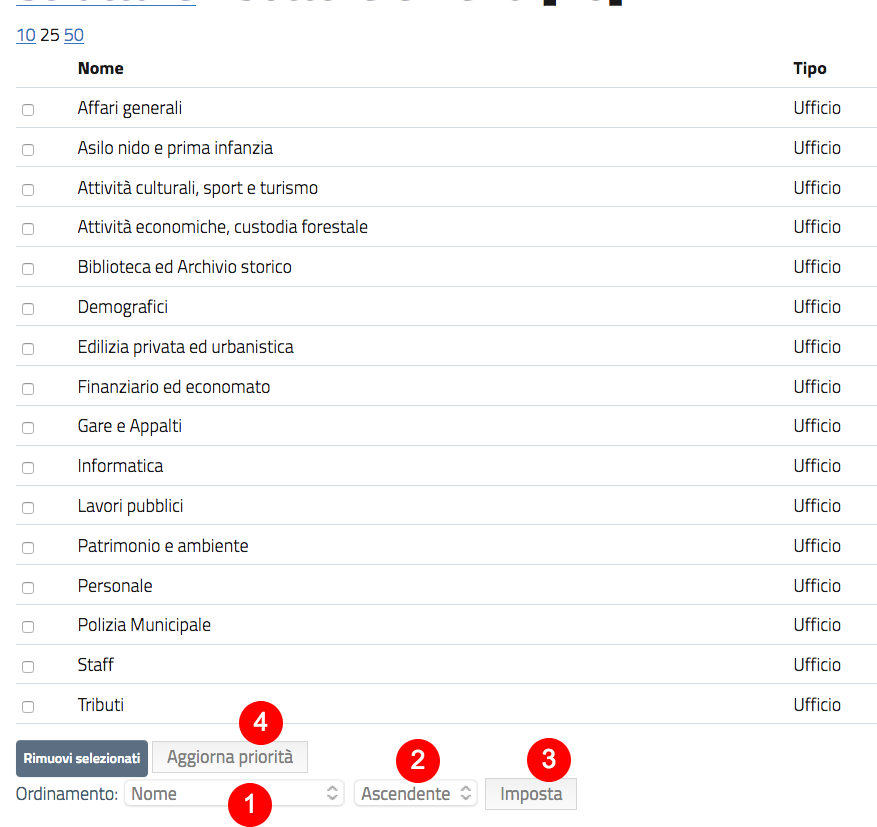 10 25 50
Nome Tipo
Affari generali Ufficio
Asilo nido e prima infanzia Ufficio
Attività culturali, sport e turismo Ufficio
Attività economiche, custodia forestale Ufficio
Biblioteca ed Archivio storico Ufficio
Demografici Ufficio
Edilizia privata ed urbanistica Ufficio
Finanziario ed economato Ufficio
Gare e Appalti Ufficio
Informatica Ufficio
Lavori pubblici Ufficio
Patrimonio e ambiente Ufficio
Personale Ufficio
Polizia Municipale Ufficio
Staff Ufficio
Tributi Ufficio
4
Rimuovi selezionati Aggiorna priorità
2 3
Ordinamento: Nome 1 Ascendente Imposta